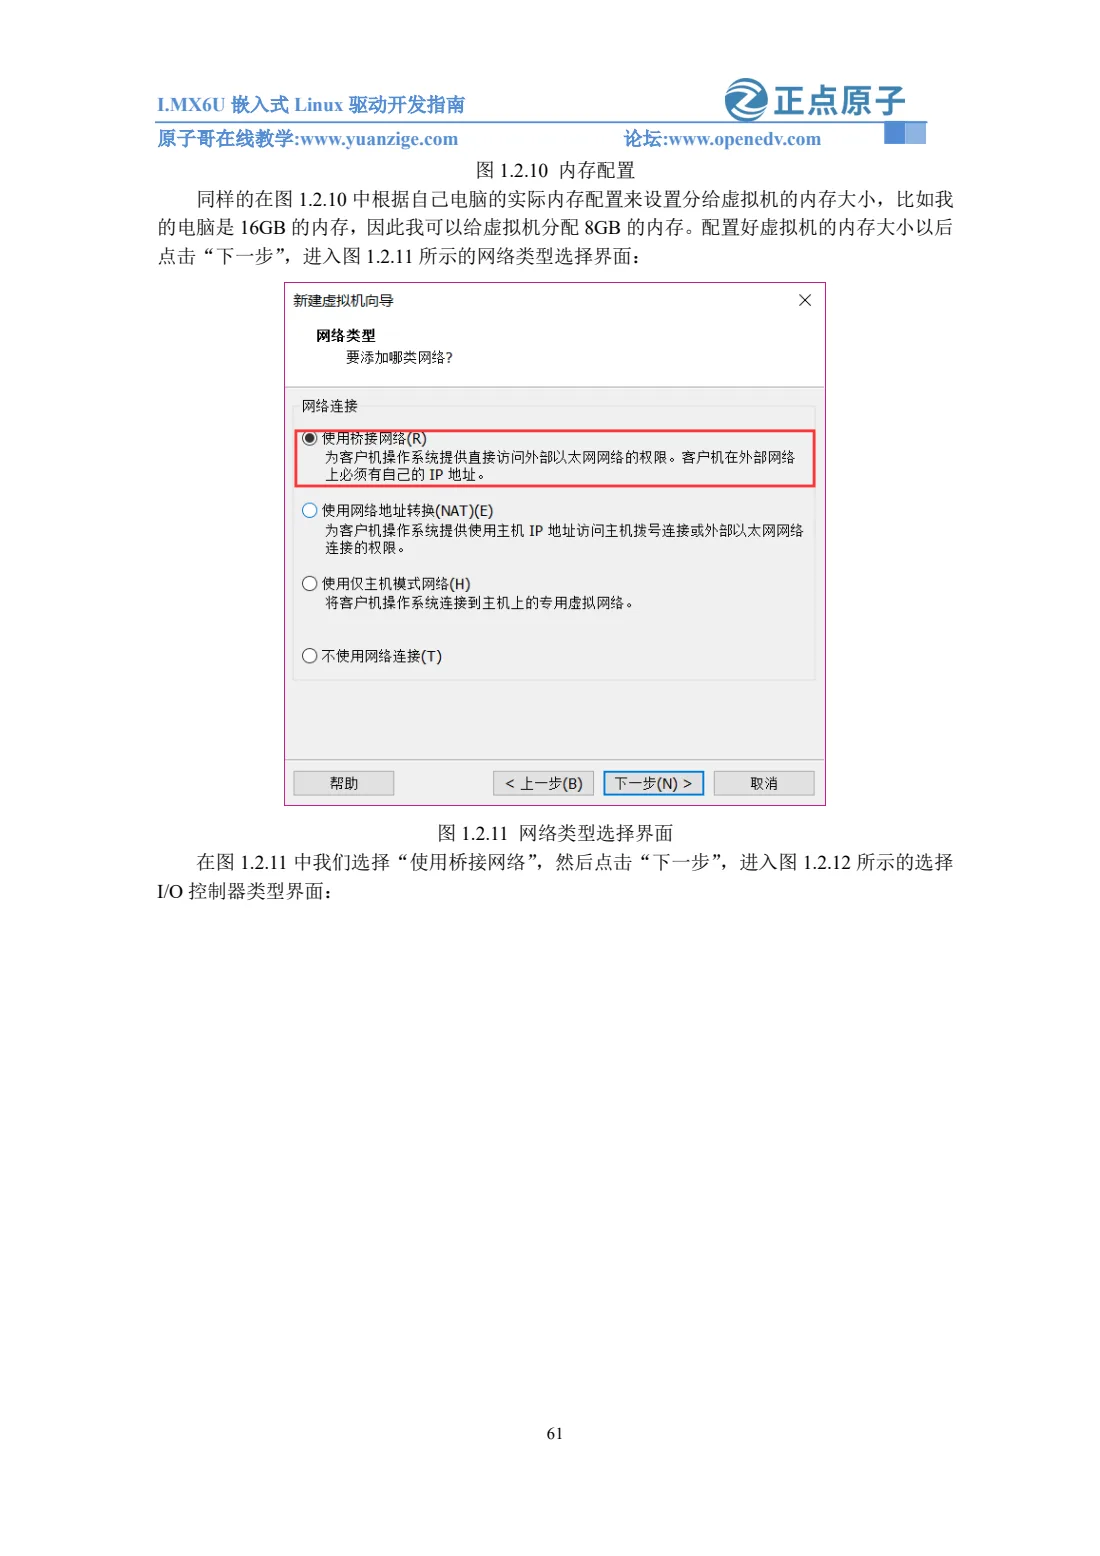 I.MX6U 嵌入式 Linux 驱动开发指南
正点原子
原子哥在线教学:www.yuanzige.com 论坛:www.openedv.com
图 1.2.10 内存配置
同样的在图 1.2.10 中根据自己电脑的实际内存配置来设置分给虚拟机的内存大小，比如我
的电脑是 16GB 的内存，因此我可以给虚拟机分配 8GB 的内存。配置好虚拟机的内存大小以后
点击“下一步”，进入图 1.2.11 所示的网络类型选择界面：
新建虚拟机向导
网络类型
要添加哪类网络?
网络连接
使用桥接网络(R)
为客户机操作系统提供直接访问外部以太网网络的权限。客户机在外部网络
上必须有自己的 IP 地址。
使用网络地址转换(NAT)(E)
为客户机操作系统提供使用主机 IP 地址访问主机拨号连接或外部以太网网络
连接的权限。
使用仅主机模式网络(H)
将客户机操作系统连接到主机上的专用虚拟网络。
不使用网络连接(T)
帮助 < 上一步(B) 下一步(N) > 取消
图 1.2.11 网络类型选择界面
在图 1.2.11 中我们选择“使用桥接网络”，然后点击“下一步”，进入图 1.2.12 所示的选择
I/O 控制器类型界面：
61